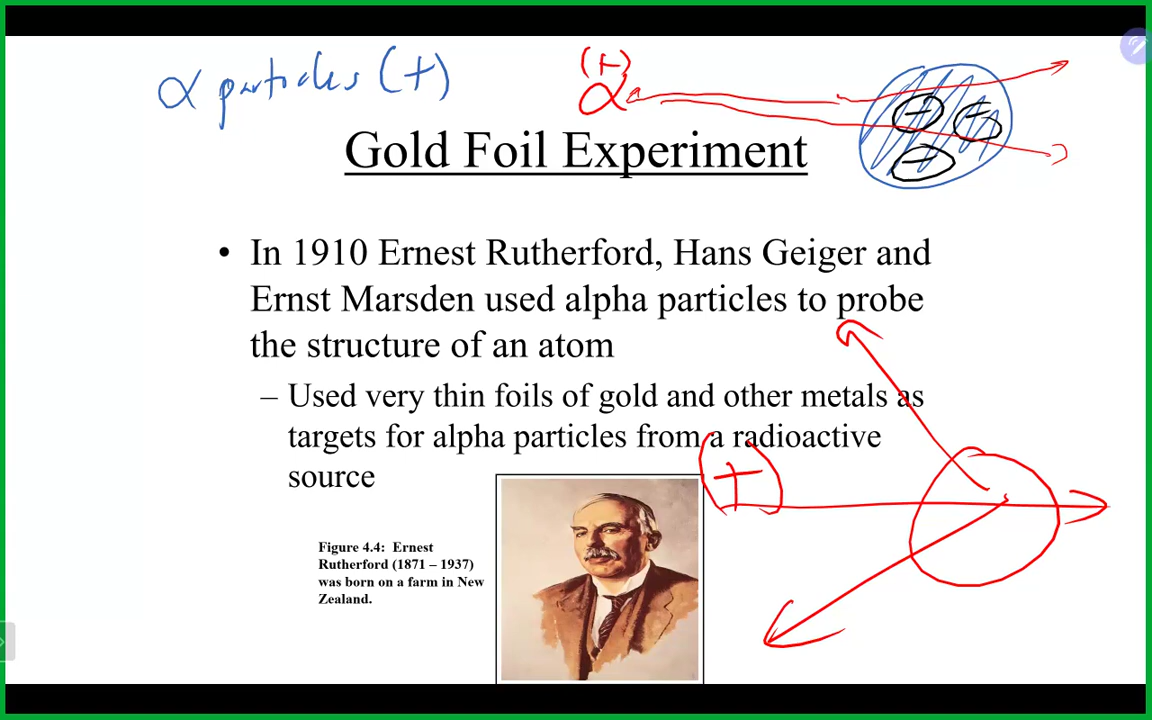 α particles (+)
(+)
α
Gold Foil Experiment
• In 1910 Ernest Rutherford, Hans Geiger and
Ernst Marsden used alpha particles to probe
the structure of an atom
– Used very thin foils of gold and other metals as
targets for alpha particles from a radioactive
source
(+)
Figure 4.4: Ernest
Rutherford (1871 – 1937)
was born on a farm in New
Zealand.